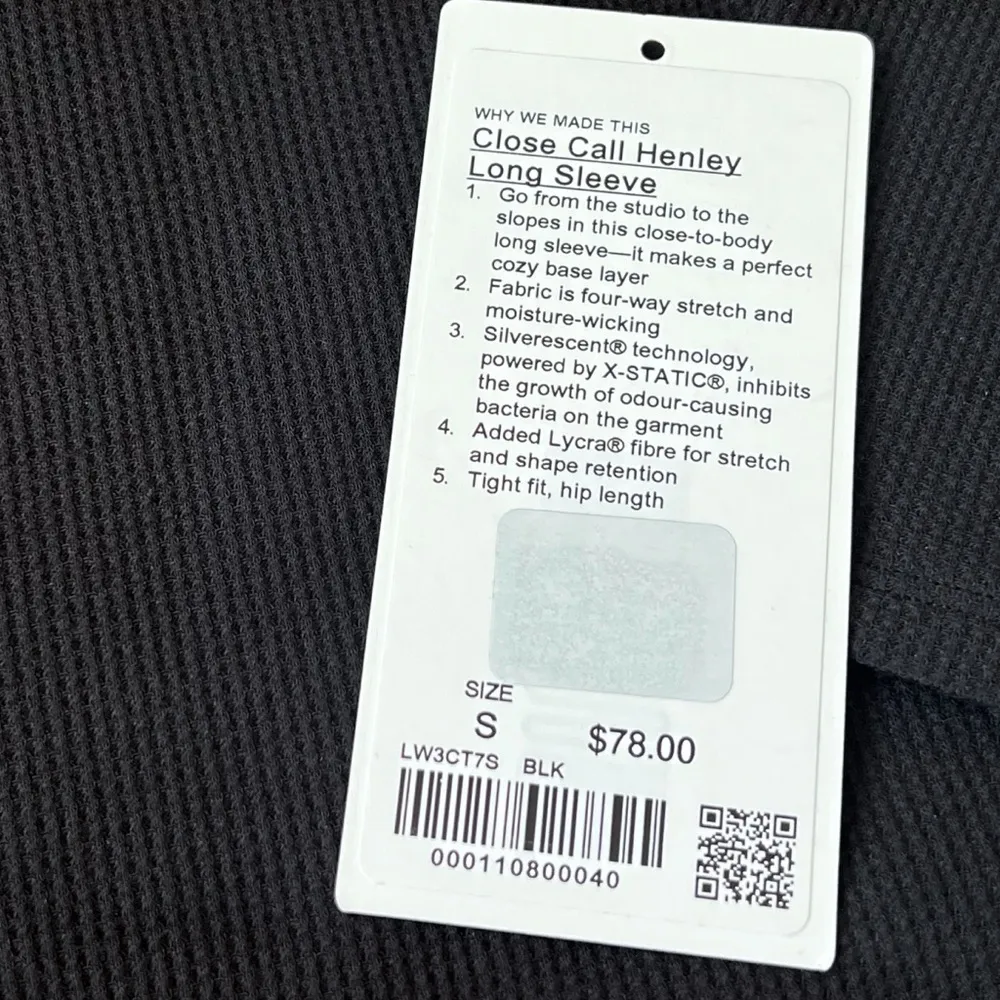 WHY WE MADE THIS
Close Call Henley
Long Sleeve
1. Go from the studio to the
slopes in this close-to-body
long sleeve—it makes a perfect
cozy base layer
2. Fabric is four-way stretch and
moisture-wicking
3. Silverescent® technology,
powered by X-STATIC®, inhibits
the growth of odour-causing
bacteria on the garment
4. Added Lycra® fibre for stretch
and shape retention
5. Tight fit, hip length
SIZE
S $78.00
LW3CT7S BLK
000110800040